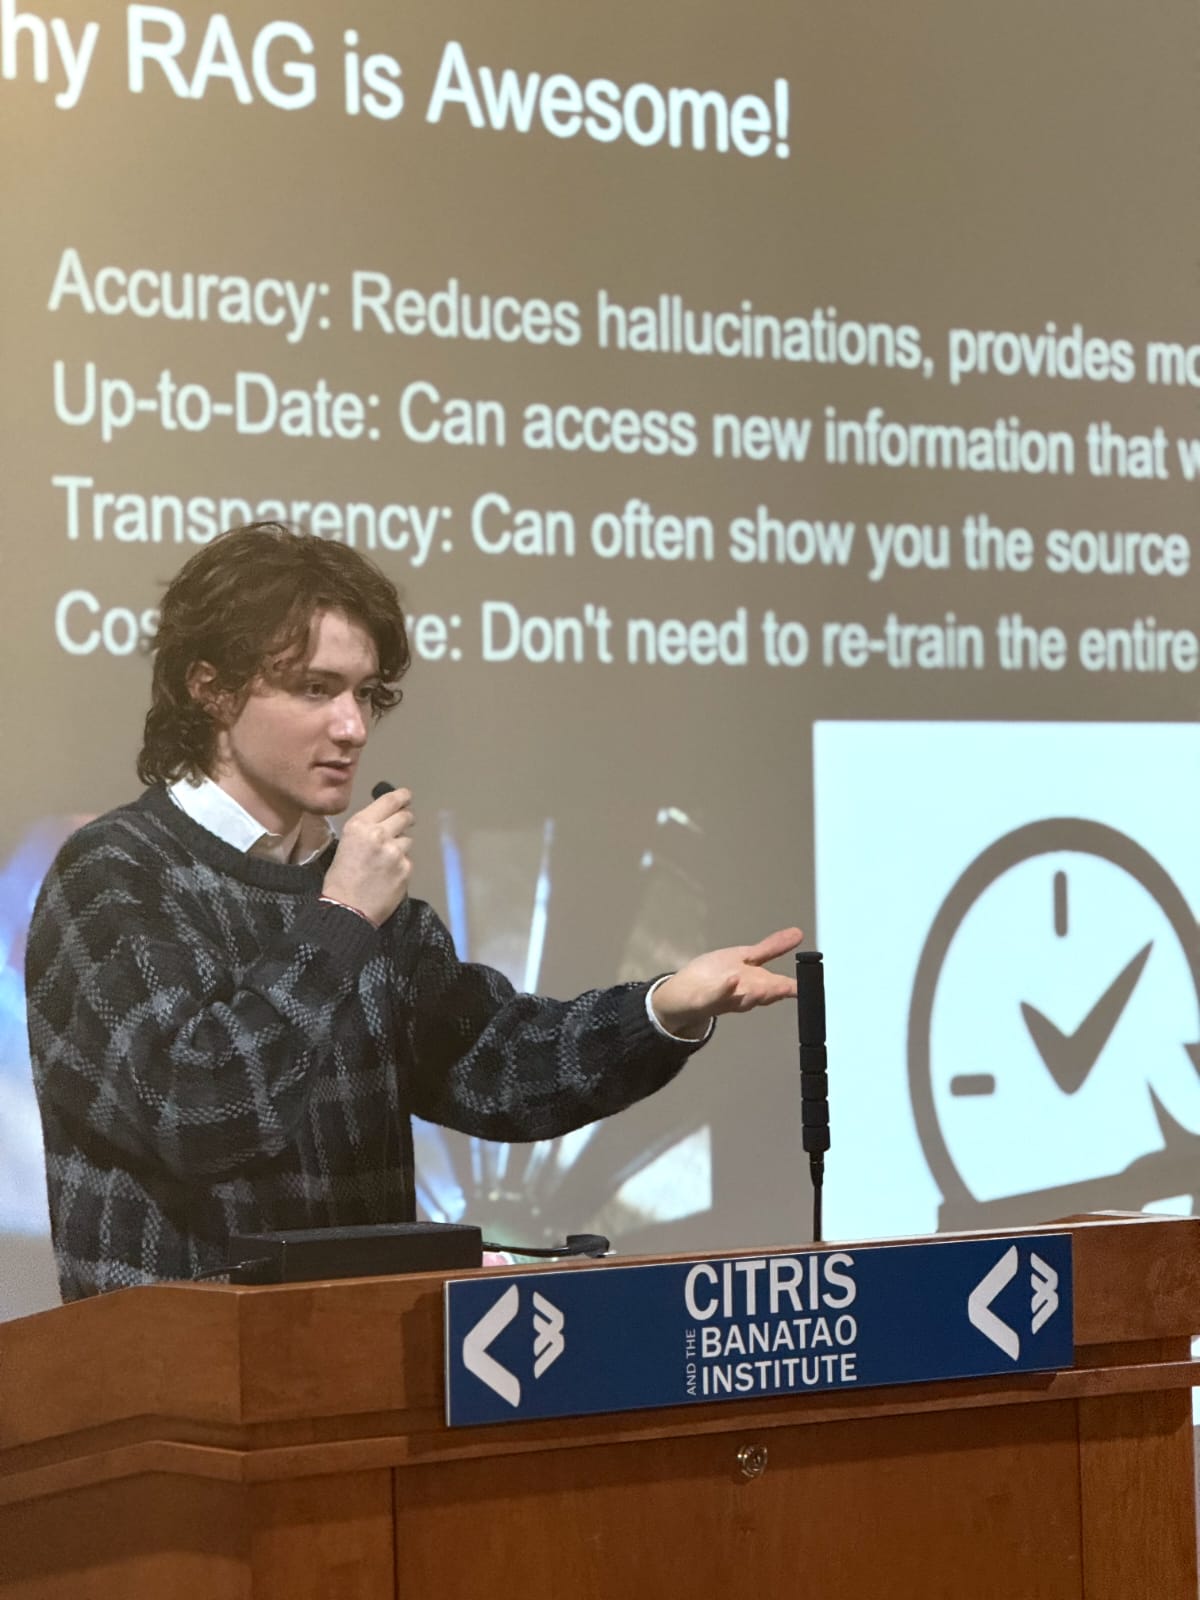 hy RAG is Awesome!
Accuracy: Reduces hallucinations, provides
Up-to-Date: Can access new information that
Transparency: Can often show you the source
Don't need to re-train the entire
CITRIS
AND THE
BANATAO
INSTITUTE